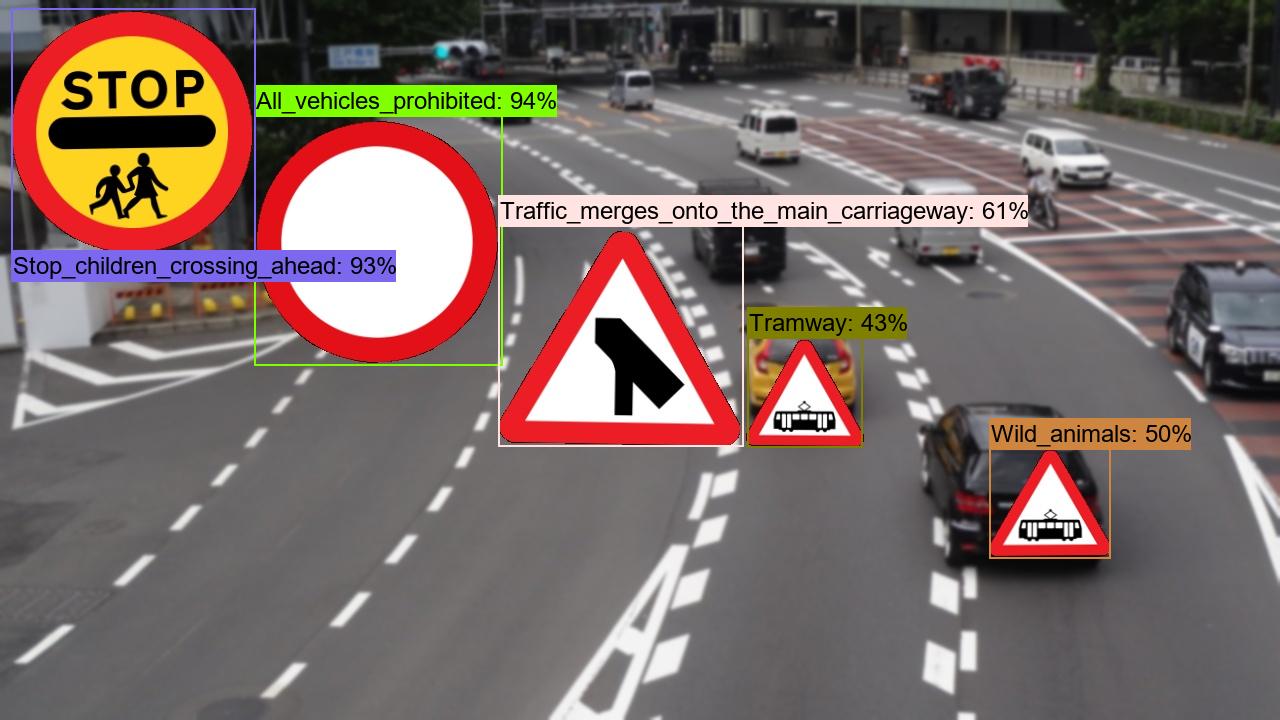 STOP
All_vehicles_prohibited: 94%
Traffic_merges_onto_the_main_carriageway: 61%
Stop_children_crossing_ahead: 93%
Tramway: 43%
Wild_animals: 50%